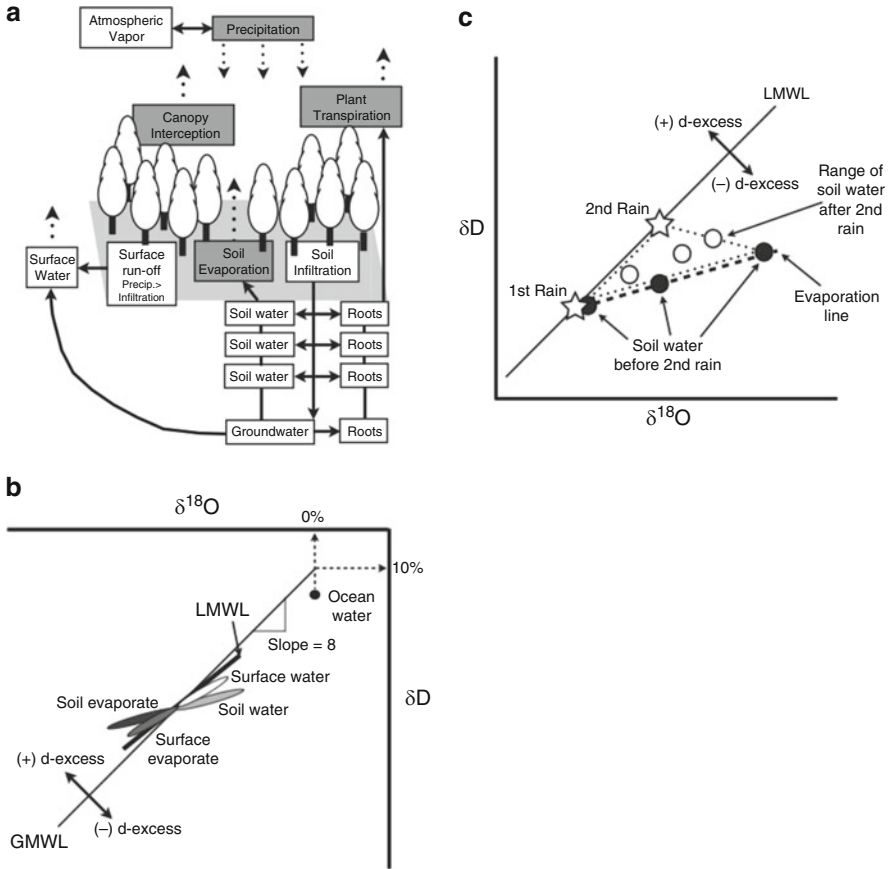 a
Atmospheric
Vapor
Precipitation
Canopy
Interception
Plant
Transpiration
Surface
Water
Surface
run-off
Precip.>
Infiltration
Soil
Evaporation
Soil
Infiltration
Soil water
Roots
Soil water
Roots
Soil water
Roots
Groundwater
Roots
b
δ18O
0%
10%
Ocean
water
LMWL
Slope = 8
Surface water
Soil water
Soil evaporate
Surface
evaporate
δD
(+) d-excess
(–) d-excess
GMWL
c
δD
LMWL
(+) d-excess
(–) d-excess
Range of
soil water
after 2nd
rain
2nd Rain
1st Rain
Evaporation
line
Soil water
before 2nd rain
δ18O